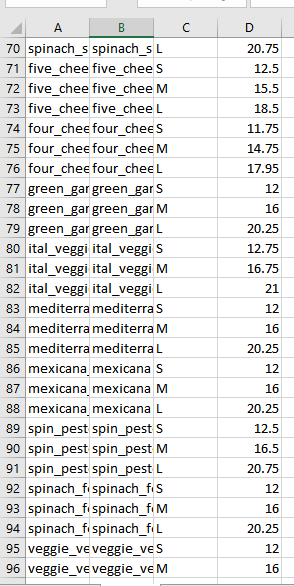 A B C D
70 spinach_s spinach_s L 20.75
71 five_chee five_chee S 12.5
72 five_chee five_chee M 15.5
73 five_chee five_chee L 18.5
74 four_chee four_chee S 11.75
75 four_chee four_chee M 14.75
76 four_chee four_chee L 17.95
77 green_gar green_gar S 12
78 green_gar green_gar M 16
79 green_gar green_gar L 20.25
80 ital_veggi ital_veggi S 12.75
81 ital_veggi ital_veggi M 16.75
82 ital_veggi ital_veggi L 21
83 mediterra mediterra S 12
84 mediterra mediterra M 16
85 mediterra mediterra L 20.25
86 mexicana_ mexicana S 12
87 mexicana_ mexicana M 16
88 mexicana_ mexicana L 20.25
89 spin_pest spin_pest S 12.5
90 spin_pest spin_pest M 16.5
91 spin_pest spin_pest L 20.75
92 spinach_fe spinach_fe S 12
93 spinach_fe spinach_fe M 16
94 spinach_fe spinach_fe L 20.25
95 veggie_ve veggie_ve S 12
96 veggie_ve veggie_ve M 16